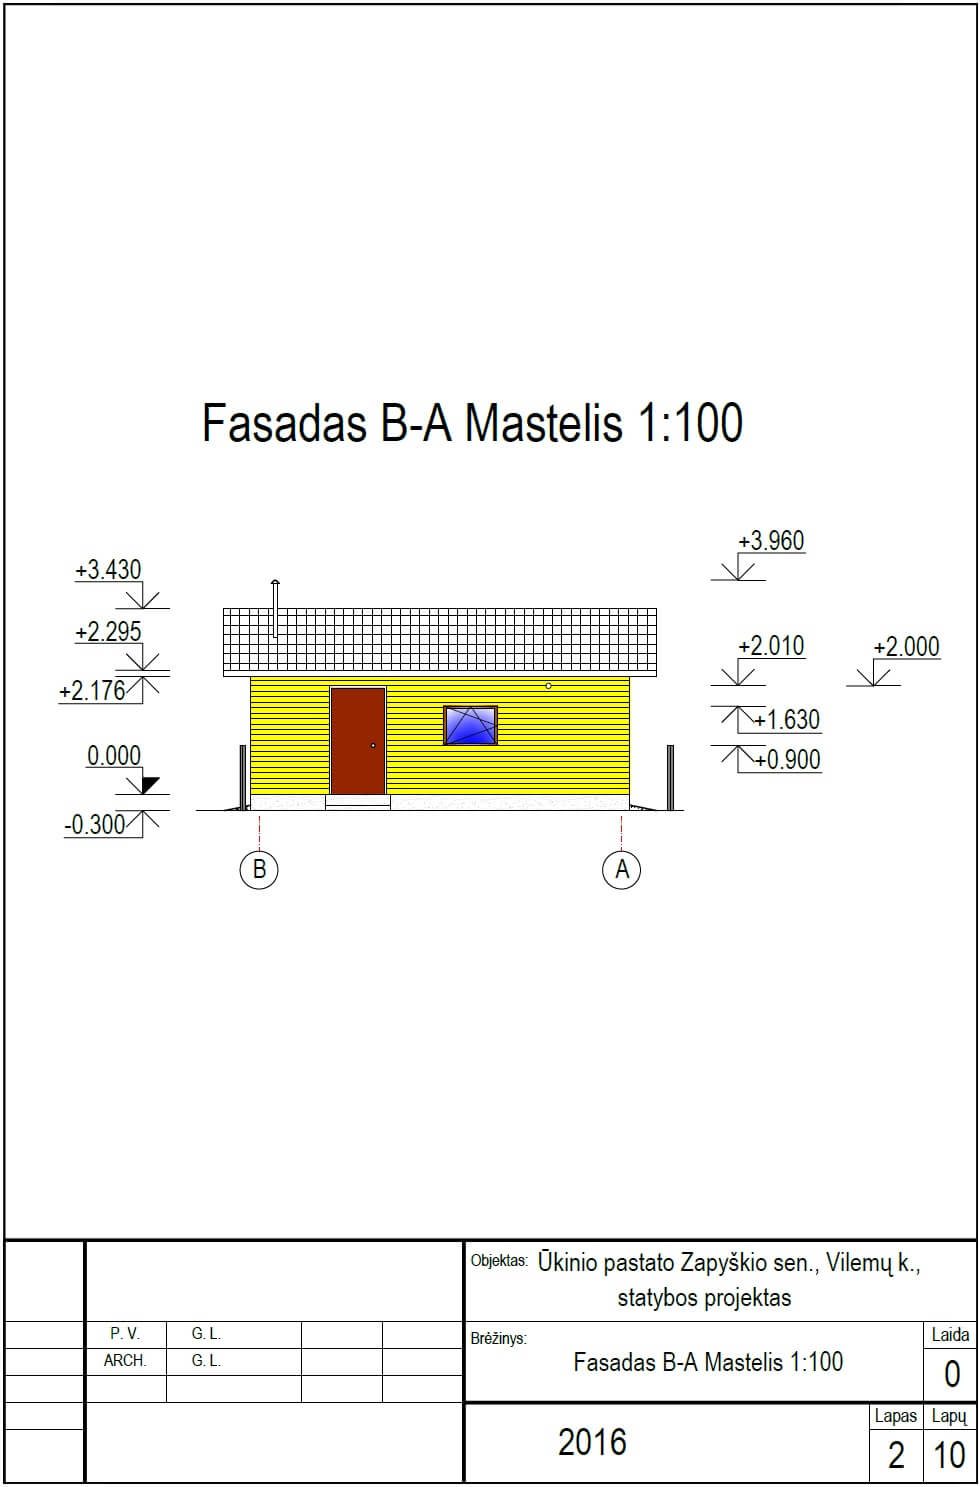 Fasadas B-A Mastelis 1:100
+3.960
+3.430
+2.295
+2.010
+2.000
+2.176
+1.630
0.000
+0.900
-0.300
B
A
Objektas: Ūkinio pastato Zapyškio sen., Vilemų k.,
statybos projektas
P. V. G. L.
Brėžinys:
Laida
ARCH. G. L.
Fasadas B-A Mastelis 1:100
0
Lapas Lapų
2016
2 10